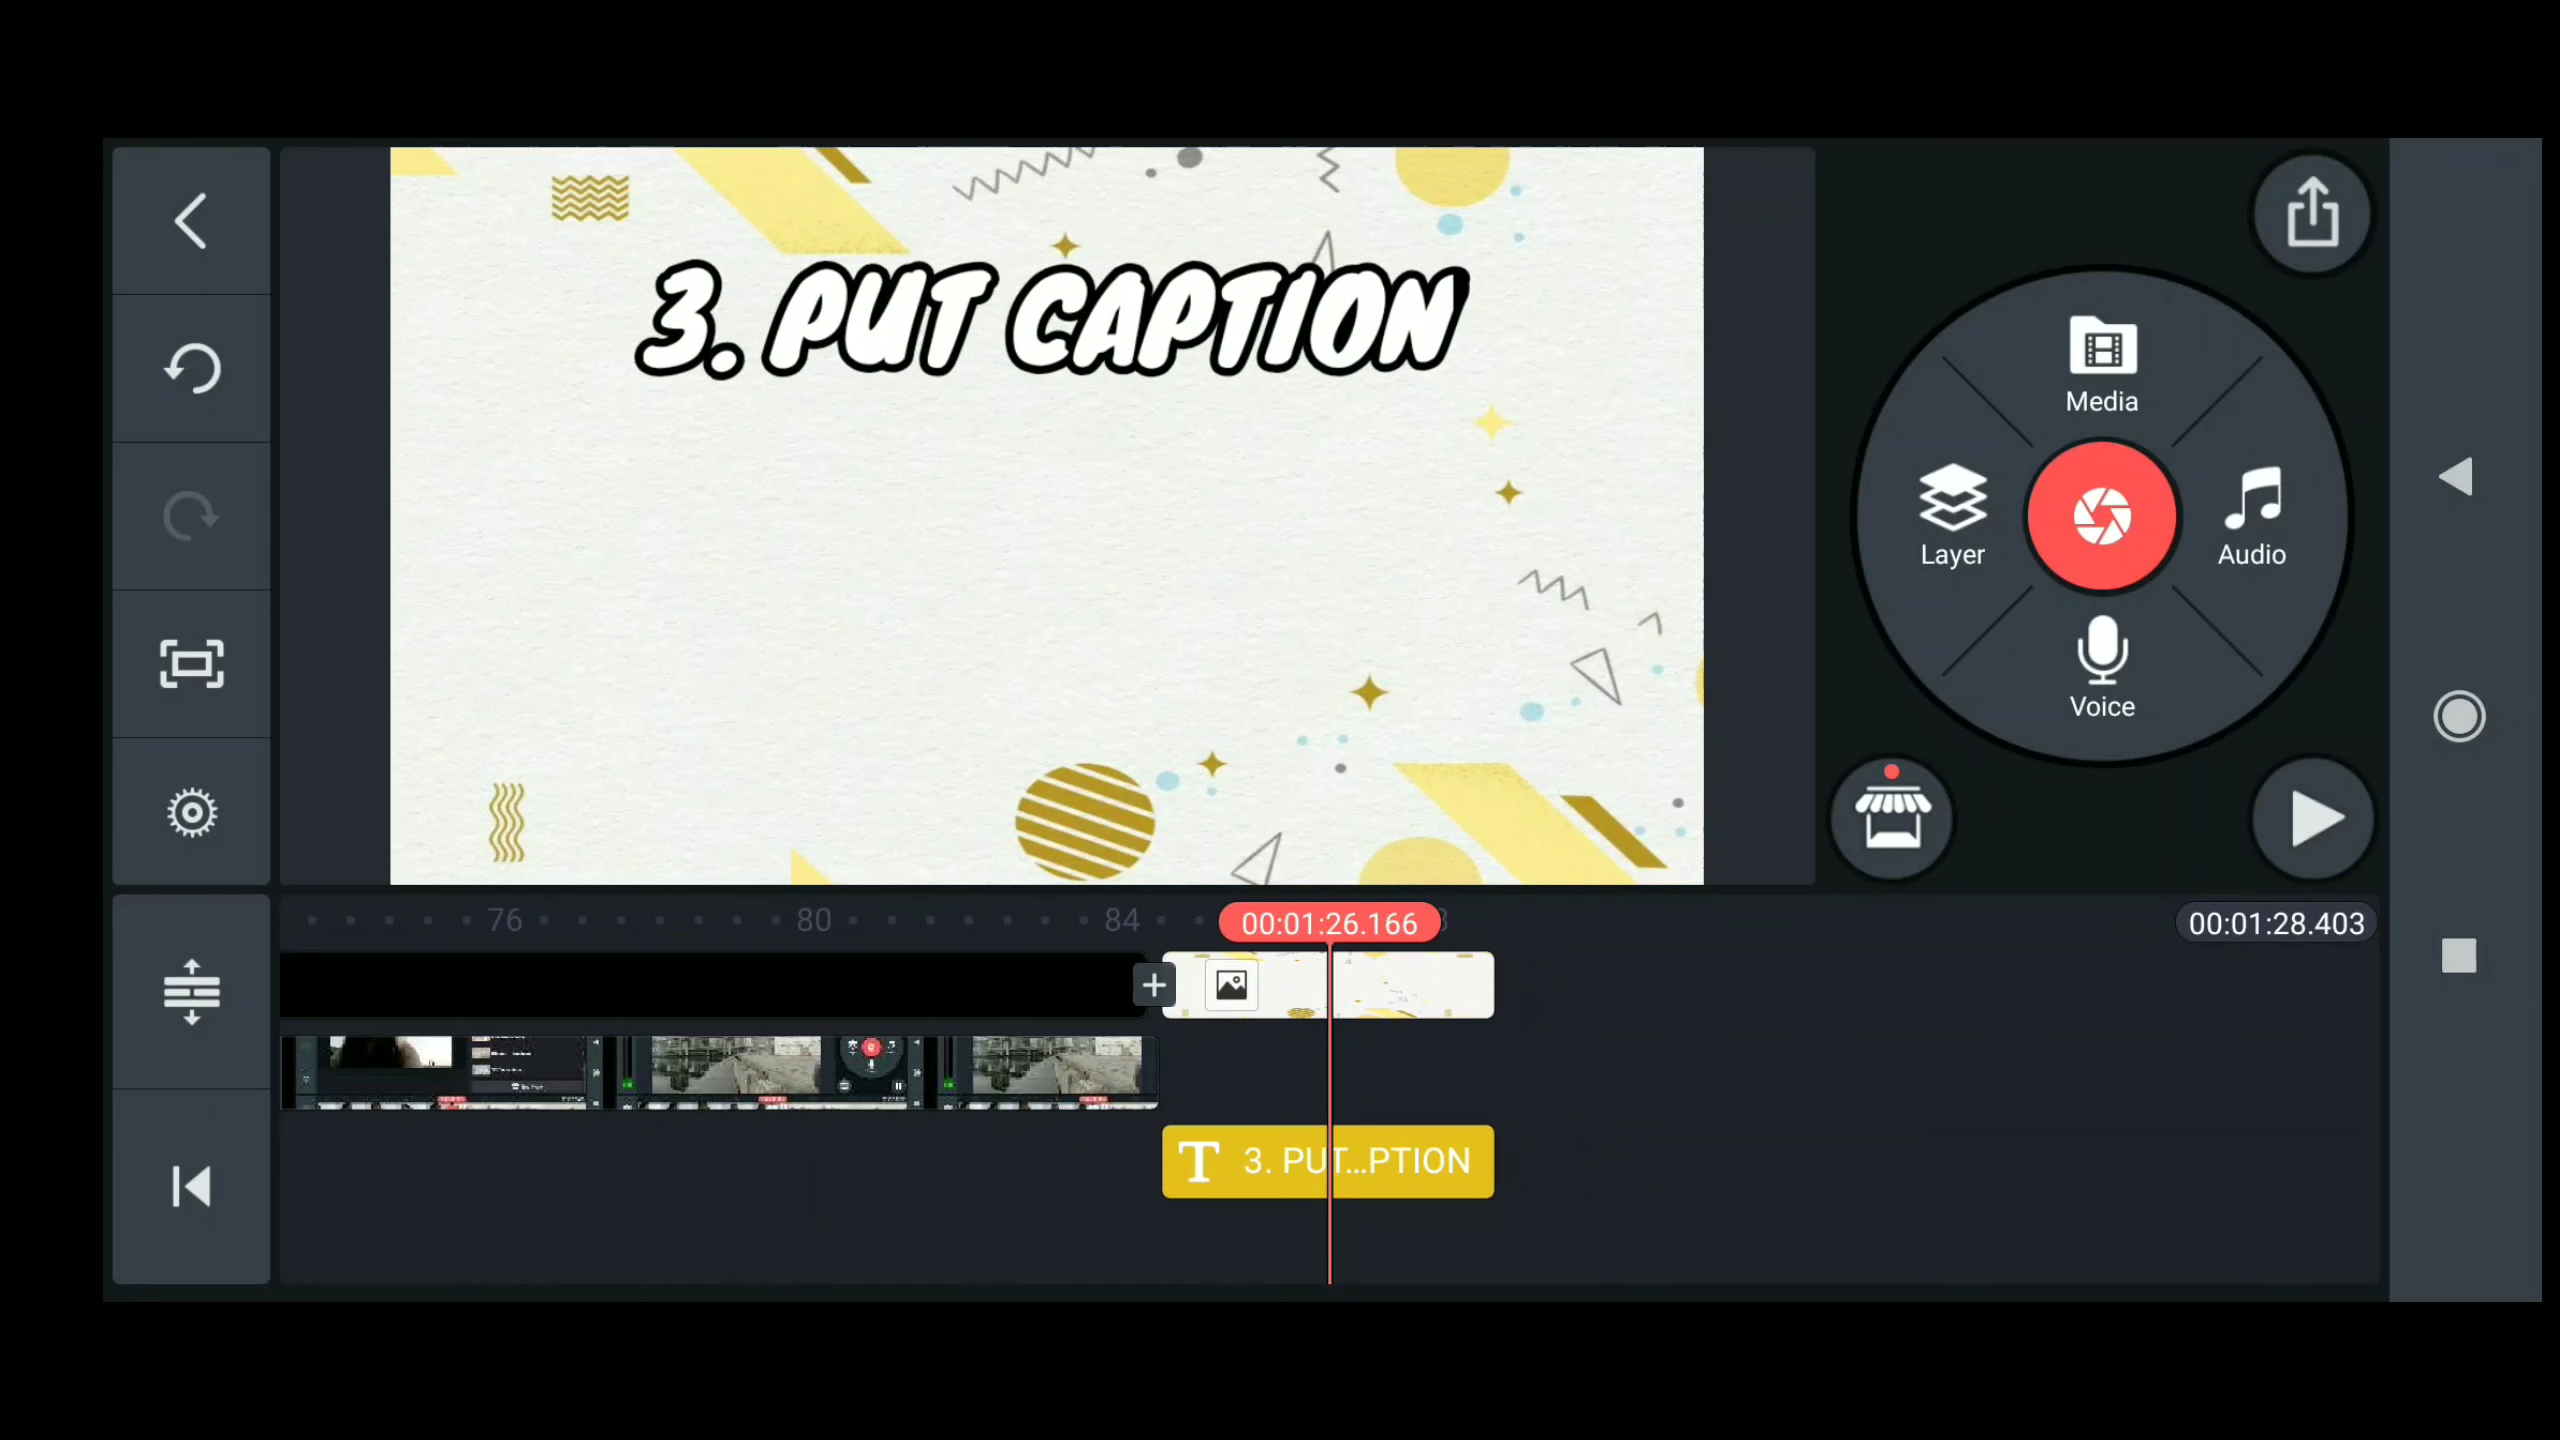 3. PUT CAPTION
Media
Layer
Audio
Voice
76
80
84
00:01:26.166
00:01:28.403
3. PUT...PTION